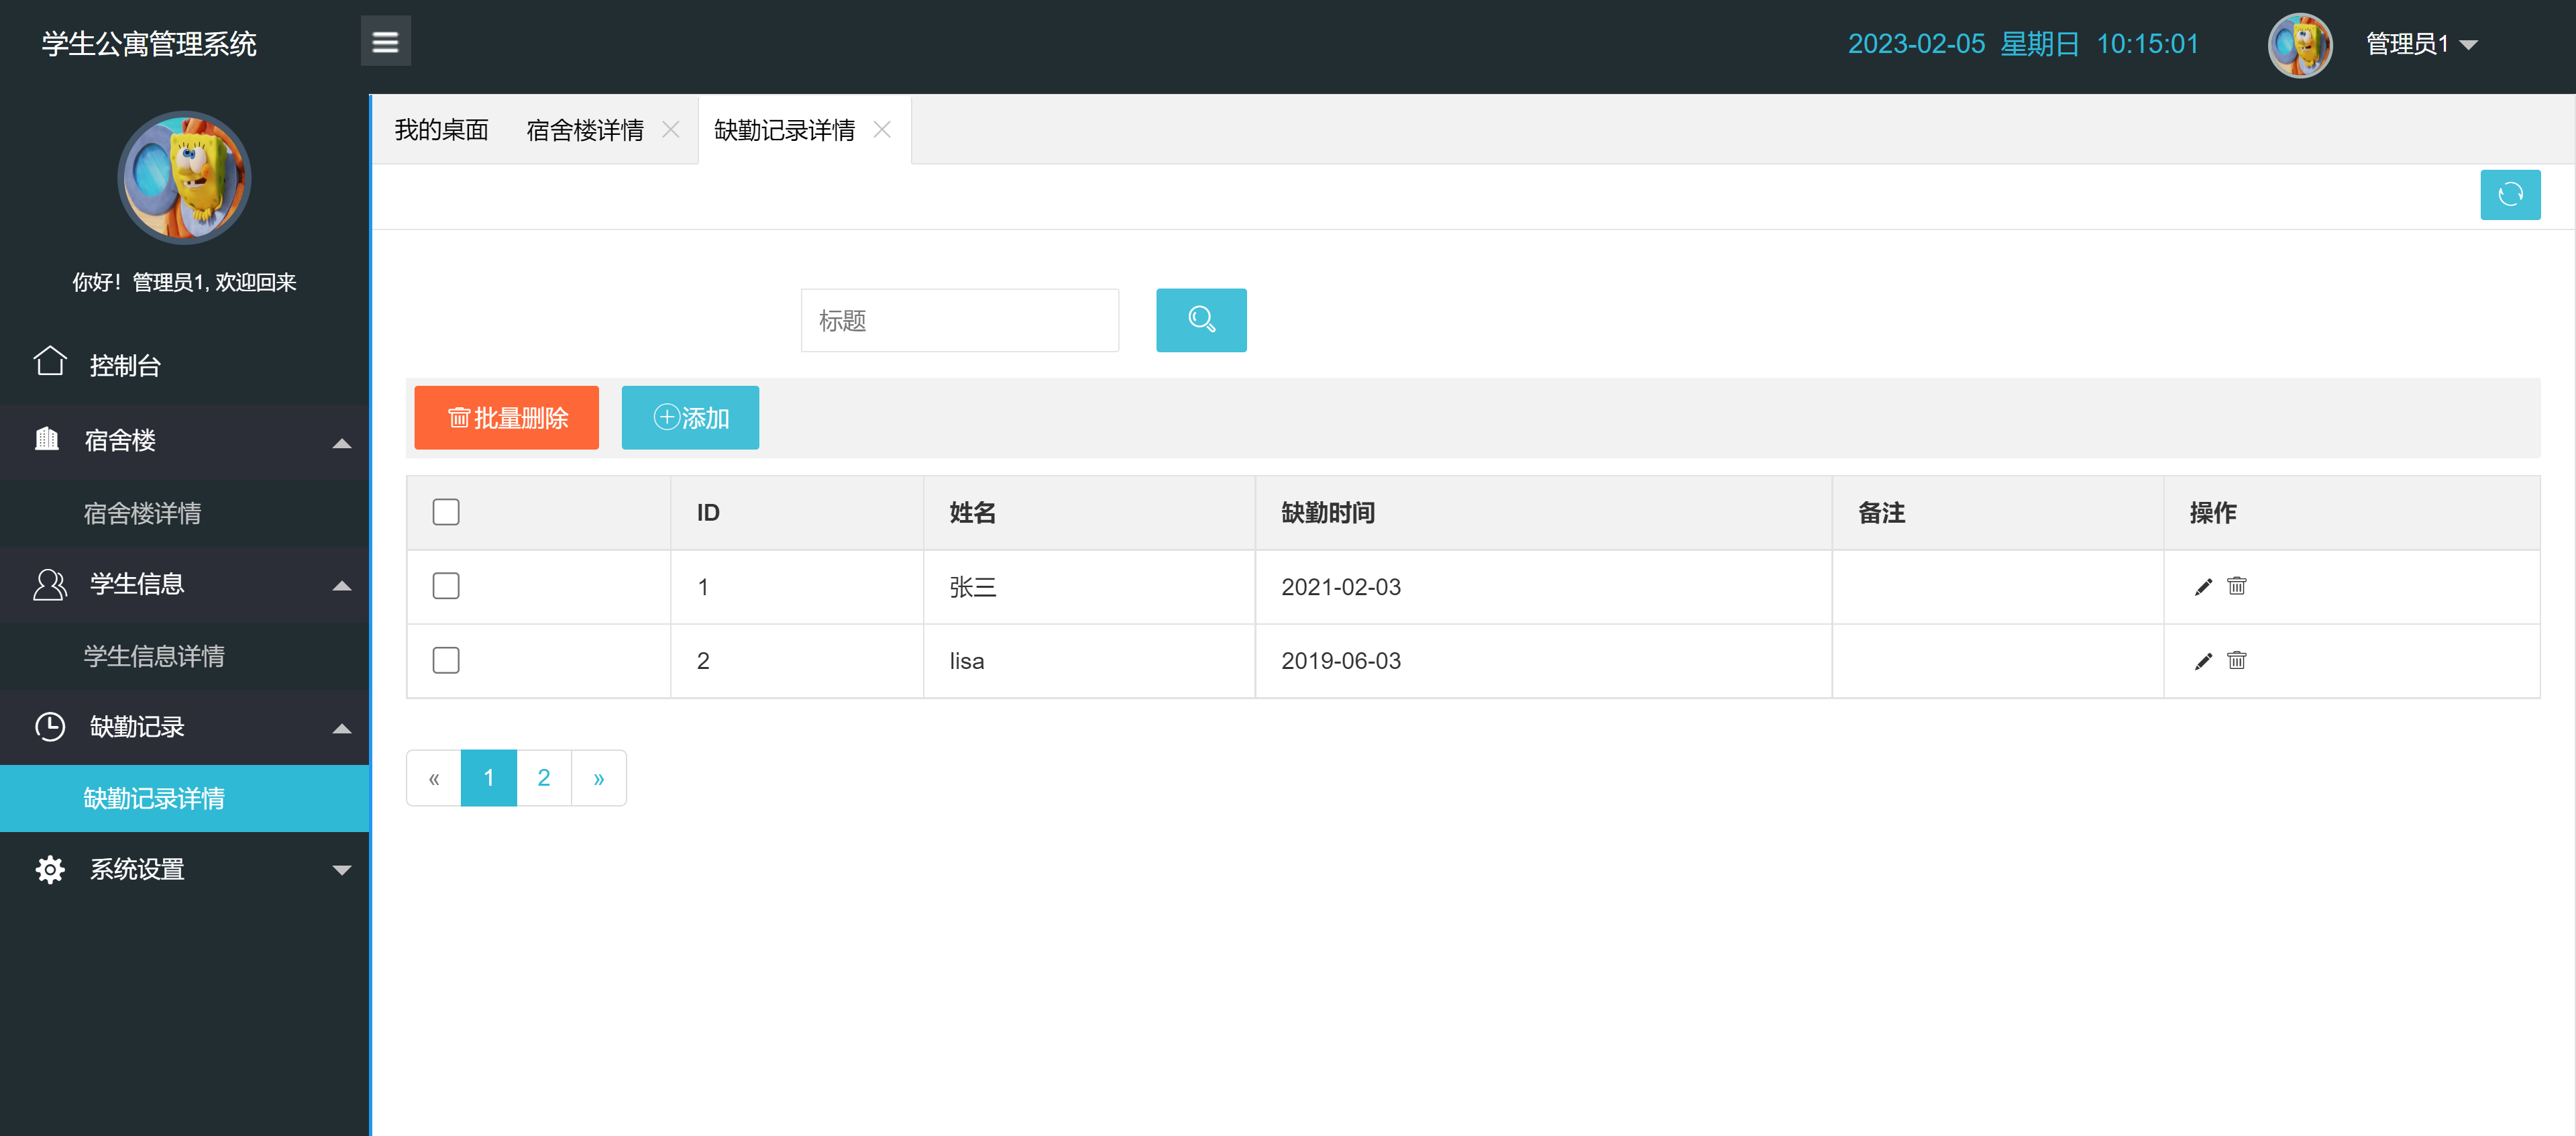 学生公寓管理系统
2023-02-05 星期日 10:15:01
管理员1
你好！管理员1, 欢迎回来
控制台
宿舍楼
宿舍楼详情
学生信息
学生信息详情
缺勤记录
缺勤记录详情
系统设置
我的桌面 宿舍楼详情 缺勤记录详情
标题
批量删除 添加
ID 姓名 缺勤时间 备注 操作
1 张三 2021-02-03
2 lisa 2019-06-03
« 1 2 »